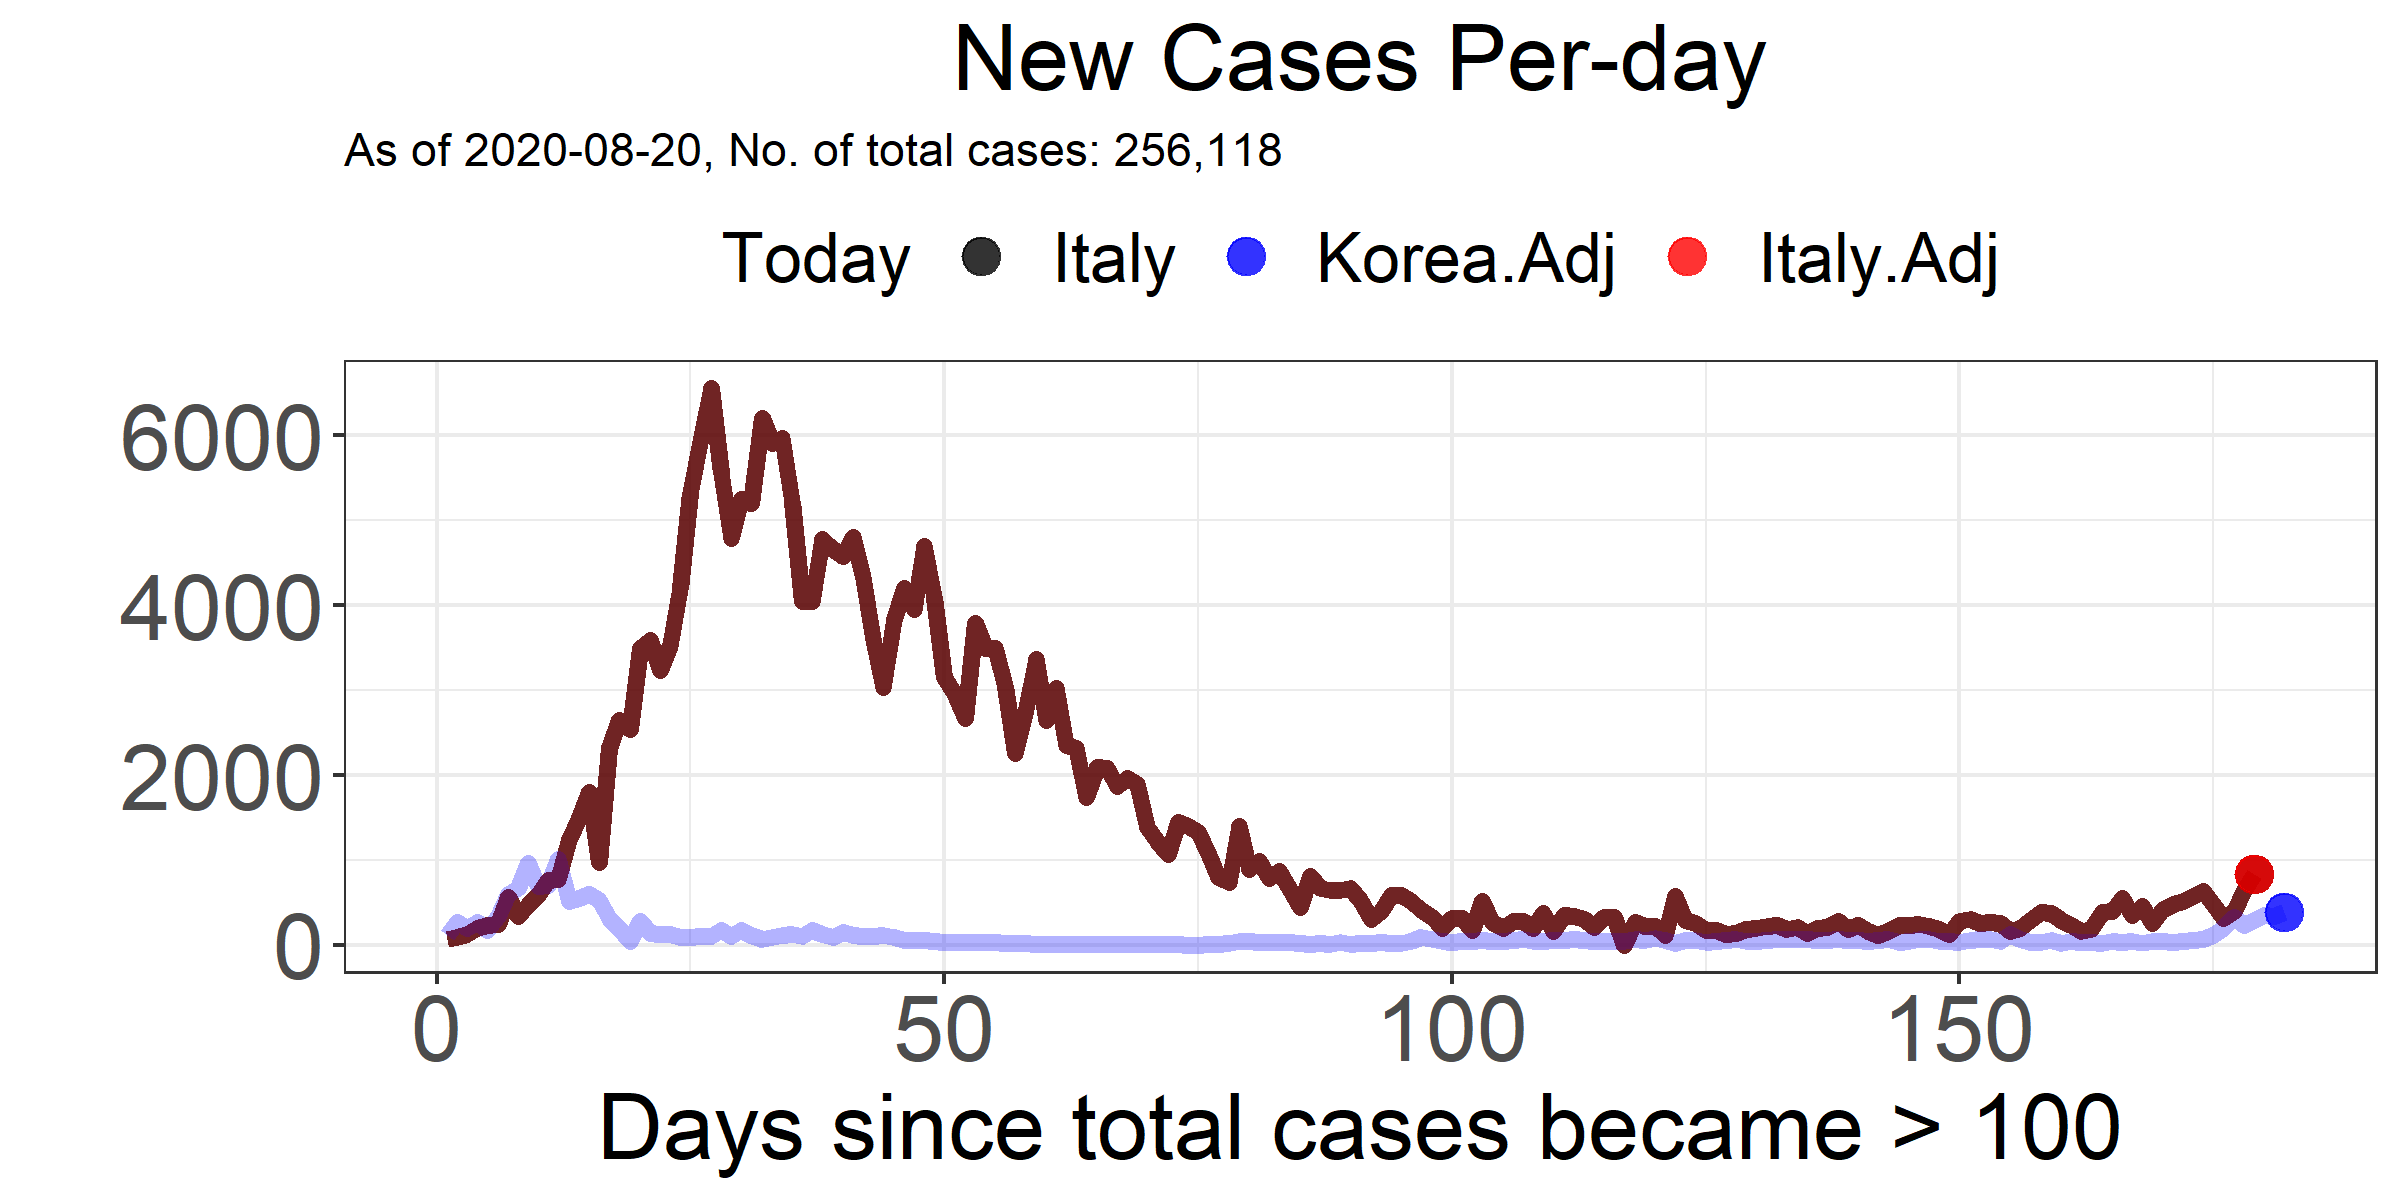 New Cases Per-day
As of 2020-08-20, No. of total cases: 256,118
Today Italy Korea.Adj Italy.Adj
6000
4000
2000
0
0 50 100 150
Days since total cases became > 100